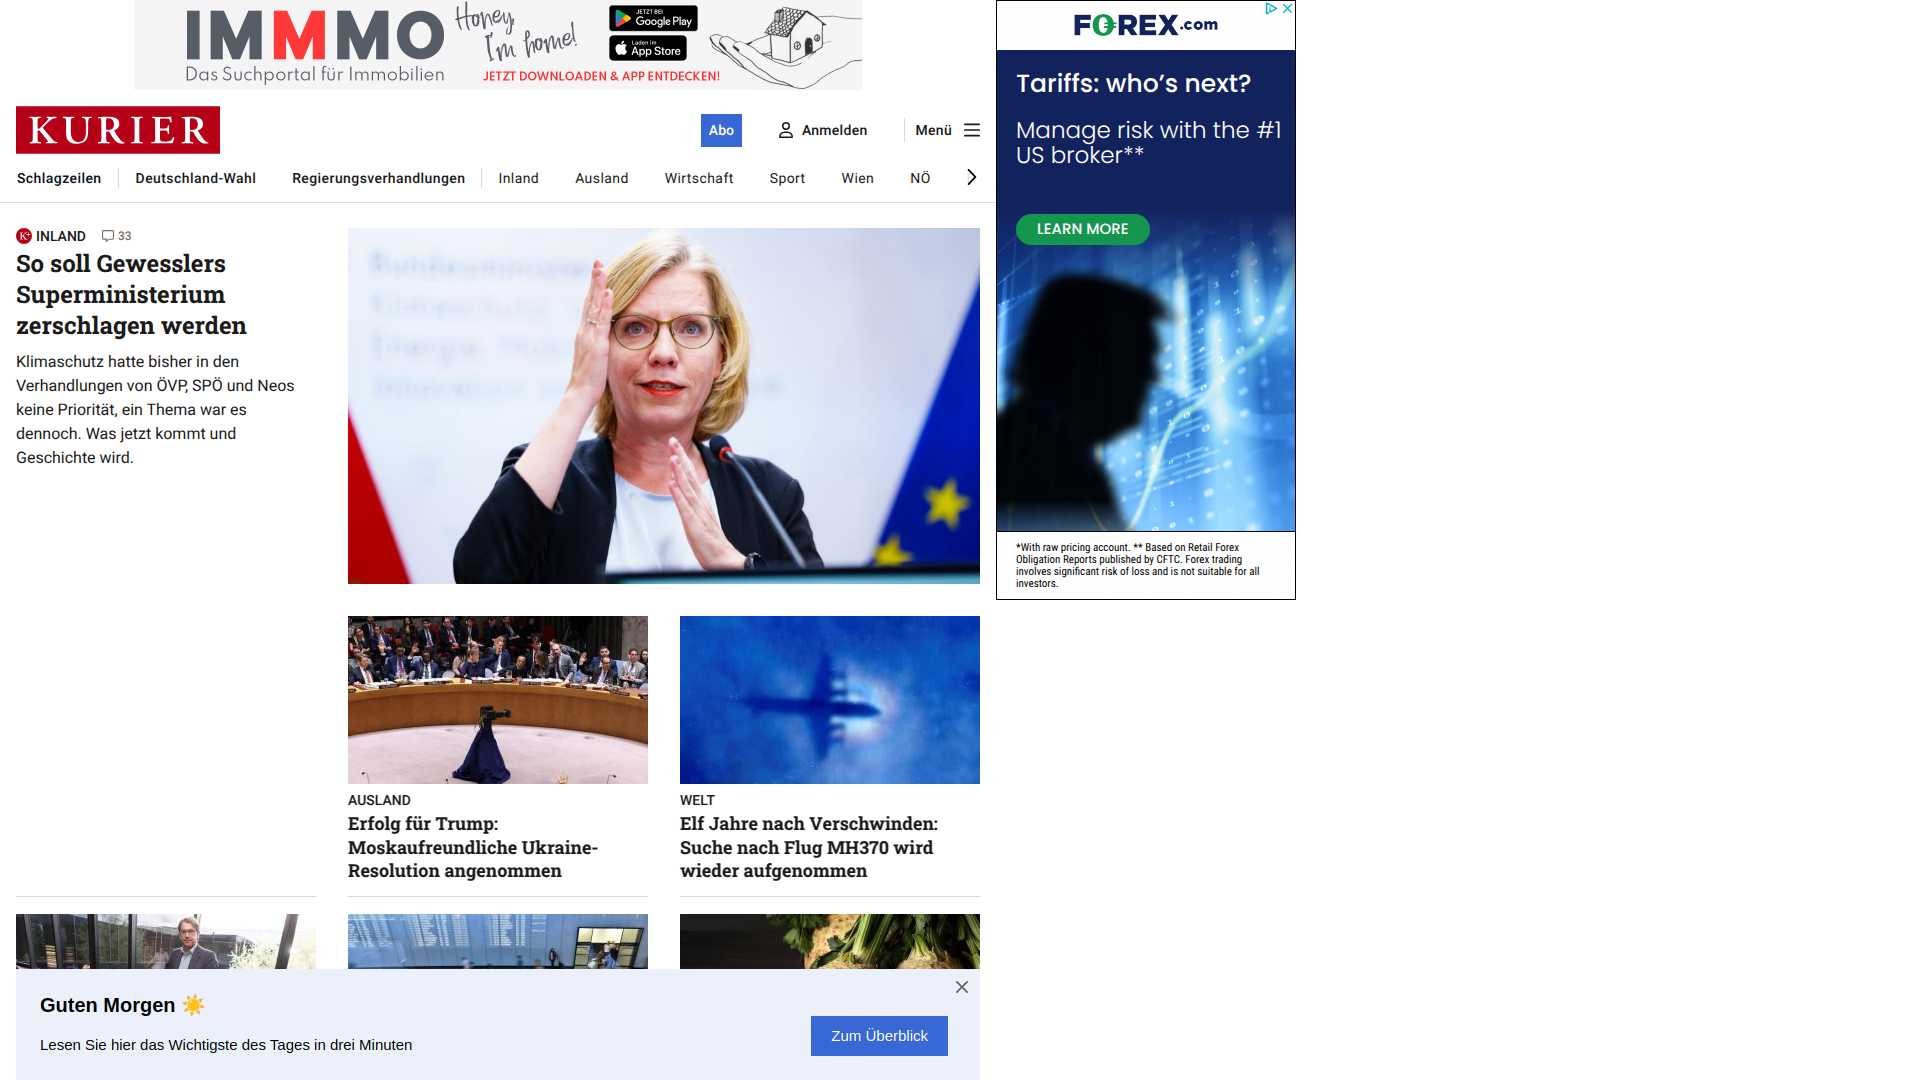 IMMMO
Das Suchportal für Immobilien
Honey,
I'm home!
JETZT BEI
Google Play
Laden im
App Store
JETZT DOWNLOADEN & APP ENTDECKEN!
FOREX.com
Tariffs: who's next?
Manage risk with the #1
US broker**
LEARN MORE
*With raw pricing account. ** Based on Retail Forex
Obligation Reports published by CFTC. Forex trading
involves significant risk of loss and is not suitable for all
investors.
KURIER
Abo
Anmelden
Menü
Schlagzeilen
Deutschland-Wahl
Regierungsverhandlungen
Inland
Ausland
Wirtschaft
Sport
Wien
NÖ
K+ INLAND 33
So soll Gewesslers
Superministerium
zerschlagen werden
Klimaschutz hatte bisher in den
Verhandlungen von ÖVP, SPÖ und Neos
keine Priorität, ein Thema war es
dennoch. Was jetzt kommt und
Geschichte wird.
AUSLAND
Erfolg für Trump:
Moskaufreundliche Ukraine-
Resolution angenommen
WELT
Elf Jahre nach Verschwinden:
Suche nach Flug MH370 wird
wieder aufgenommen
Guten Morgen ☀️
Lesen Sie hier das Wichtigste des Tages in drei Minuten
Zum Überblick